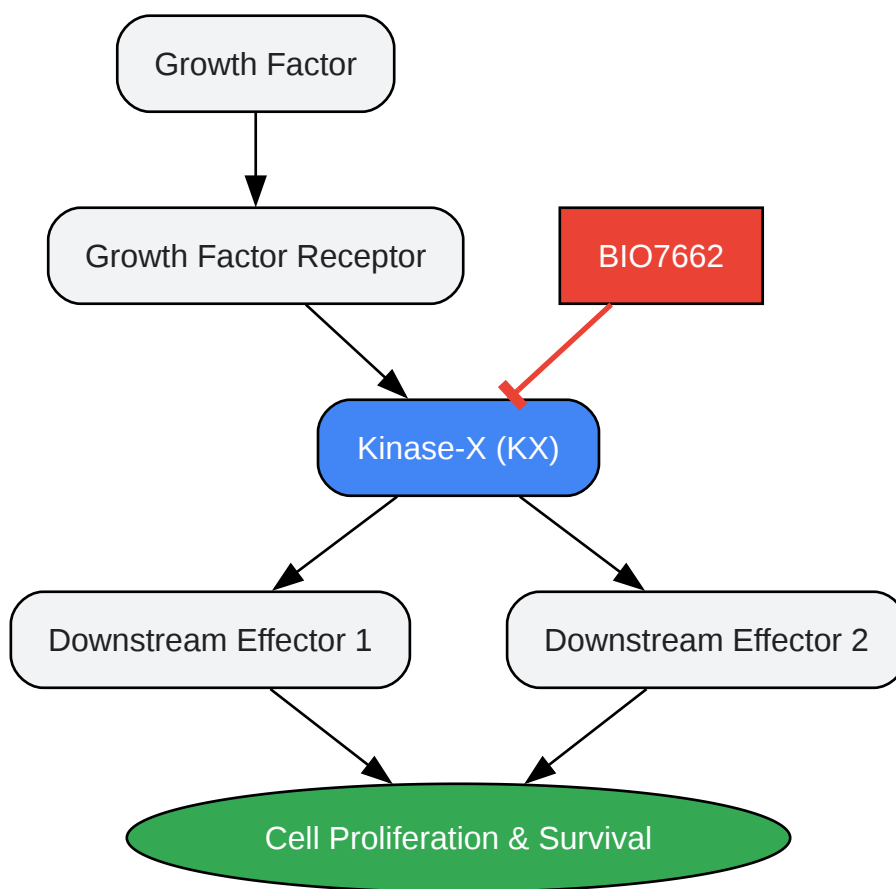 Growth Factor
Growth Factor Receptor
BIO7662
Kinase-X (KX)
Downstream Effector 1
Downstream Effector 2
Cell Proliferation & Survival